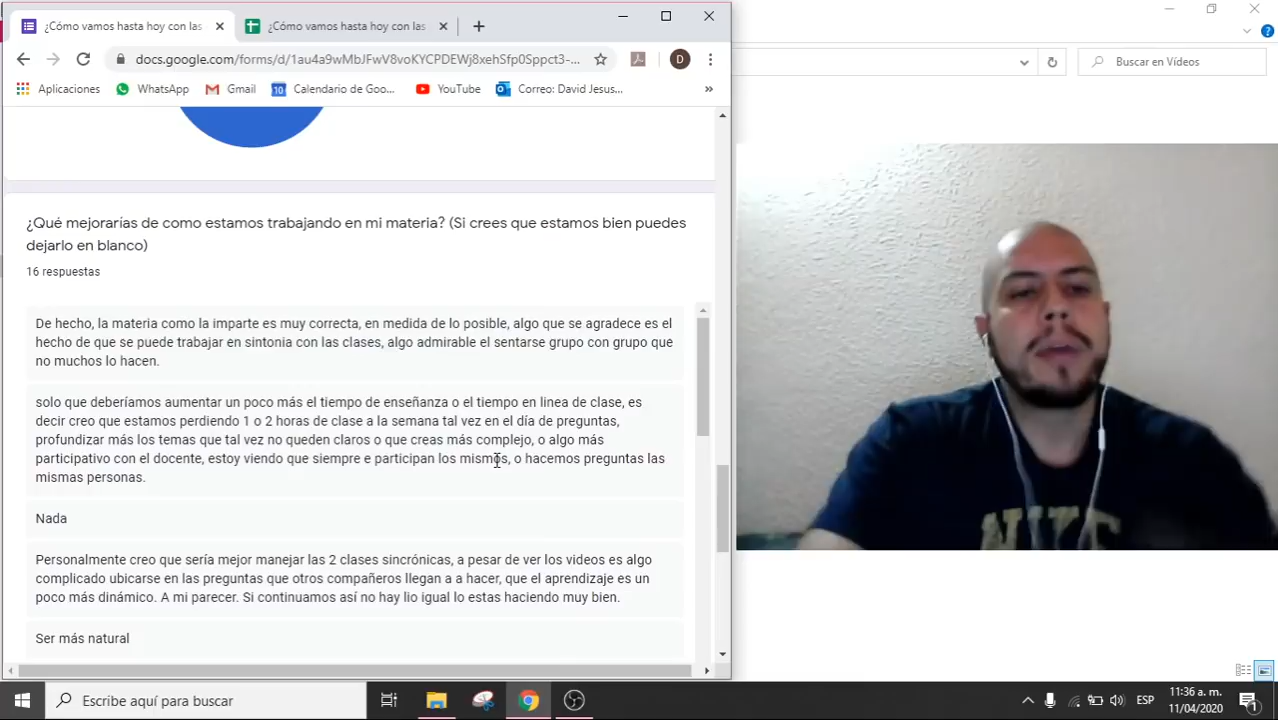 ¿Cómo vamos hasta hoy con las
¿Cómo vamos hasta hoy con las
docs.google.com/forms/d/1au4a9wMbJFwV8voKYCPDEWj8xehSfp0Sppct3-...
D
Aplicaciones
WhatsApp
Gmail
10
Calendario de Goo...
YouTube
Correo: David Jesus...
»
Buscar en Vídeos
¿Qué mejorarías de como estamos trabajando en mi materia? (Si crees que estamos bien puedes
dejarlo en blanco)
16 respuestas
De hecho, la materia como la imparte es muy correcta, en medida de lo posible, algo que se agradece es el
hecho de que se puede trabajar en sintonia con las clases, algo admirable el sentarse grupo con grupo que
no muchos lo hacen.
solo que deberíamos aumentar un poco más el tiempo de enseñanza o el tiempo en linea de clase, es
decir creo que estamos perdiendo 1 o 2 horas de clase a la semana tal vez en el día de preguntas,
profundizar más los temas que tal vez no queden claros o que creas más complejo, o algo más
participativo con el docente, estoy viendo que siempre e participan los mismos, o hacemos preguntas las
mismas personas.
Nada
Personalmente creo que sería mejor manejar las 2 clases sincrónicas, a pesar de ver los videos es algo
complicado ubicarse en las preguntas que otros compañeros llegan a a hacer, que el aprendizaje es un
poco más dinámico. A mi parecer. Si continuamos así no hay lio igual lo estas haciendo muy bien.
Ser más natural
NIKE
Escribe aquí para buscar
ESP
11:36 a. m.
11/04/2020
1